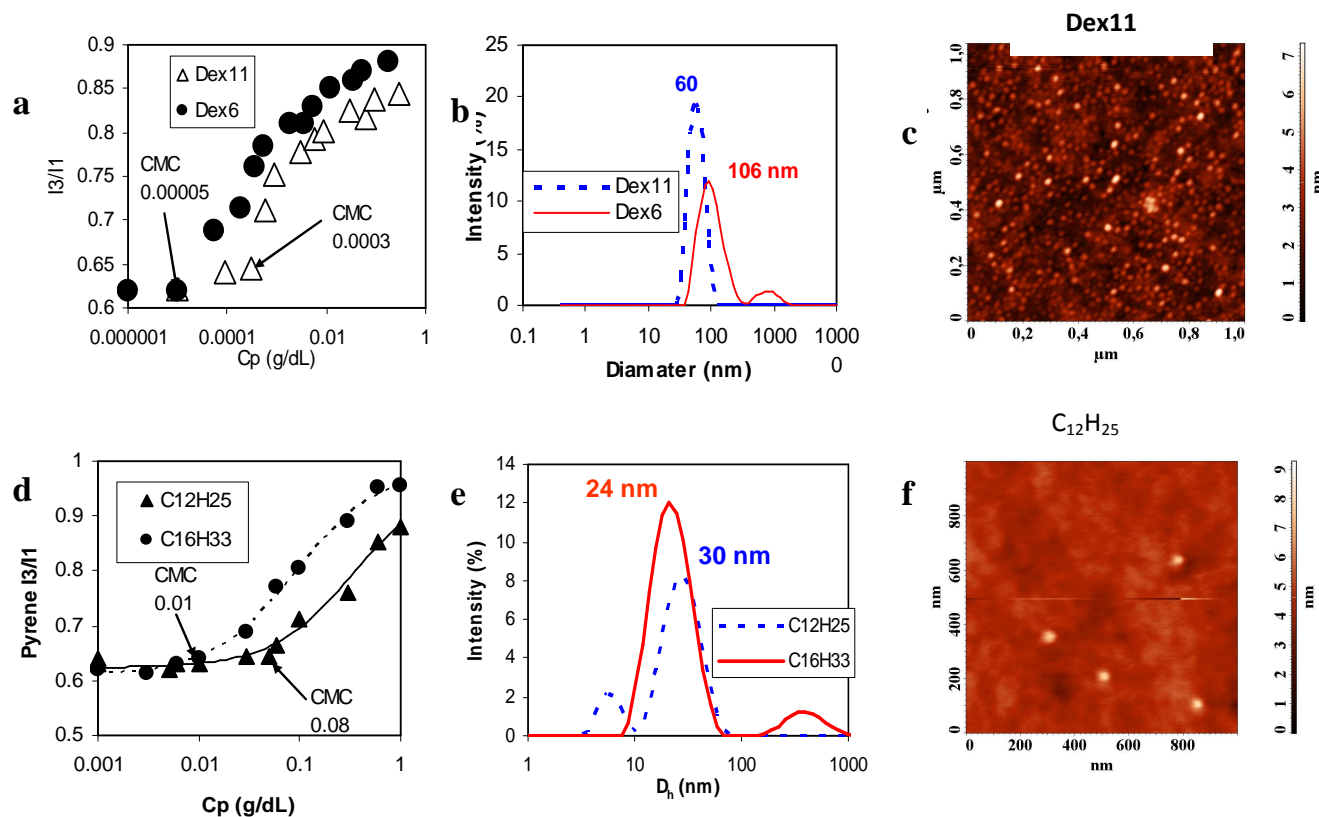 a
0.9
0.85
0.8
0.75
0.7
0.65
0.6
I3/I1
Dex11
Dex6
CMC
0.00005
CMC
0.0003
0.000001
0.0001
0.01
1
Cp (g/dL)
b
25
20
15
10
5
0
Intensity (%)
60
106 nm
Dex11
Dex6
0.1
1
10
100
1000
1000
0
Diamater (nm)
Dex11
c
1,0
0,8
0,6
0,4
0,2
0
µm
0
0,2
0,4
0,6
0,8
1,0
µm
7
6
5
4
3
2
1
0
nm
d
1
0.9
0.8
0.7
0.6
0.5
Pyrene I3/I1
C12H25
C16H33
CMC
0.01
CMC
0.08
0.001
0.01
0.1
1
Cp (g/dL)
e
14
12
10
8
6
4
2
0
Intensity (%)
24 nm
30 nm
C12H25
C16H33
1
10
100
1000
Dh (nm)
C12H25
f
800
600
400
200
0
nm
0
200
400
600
800
nm
9
8
7
6
5
4
3
2
1
0
nm